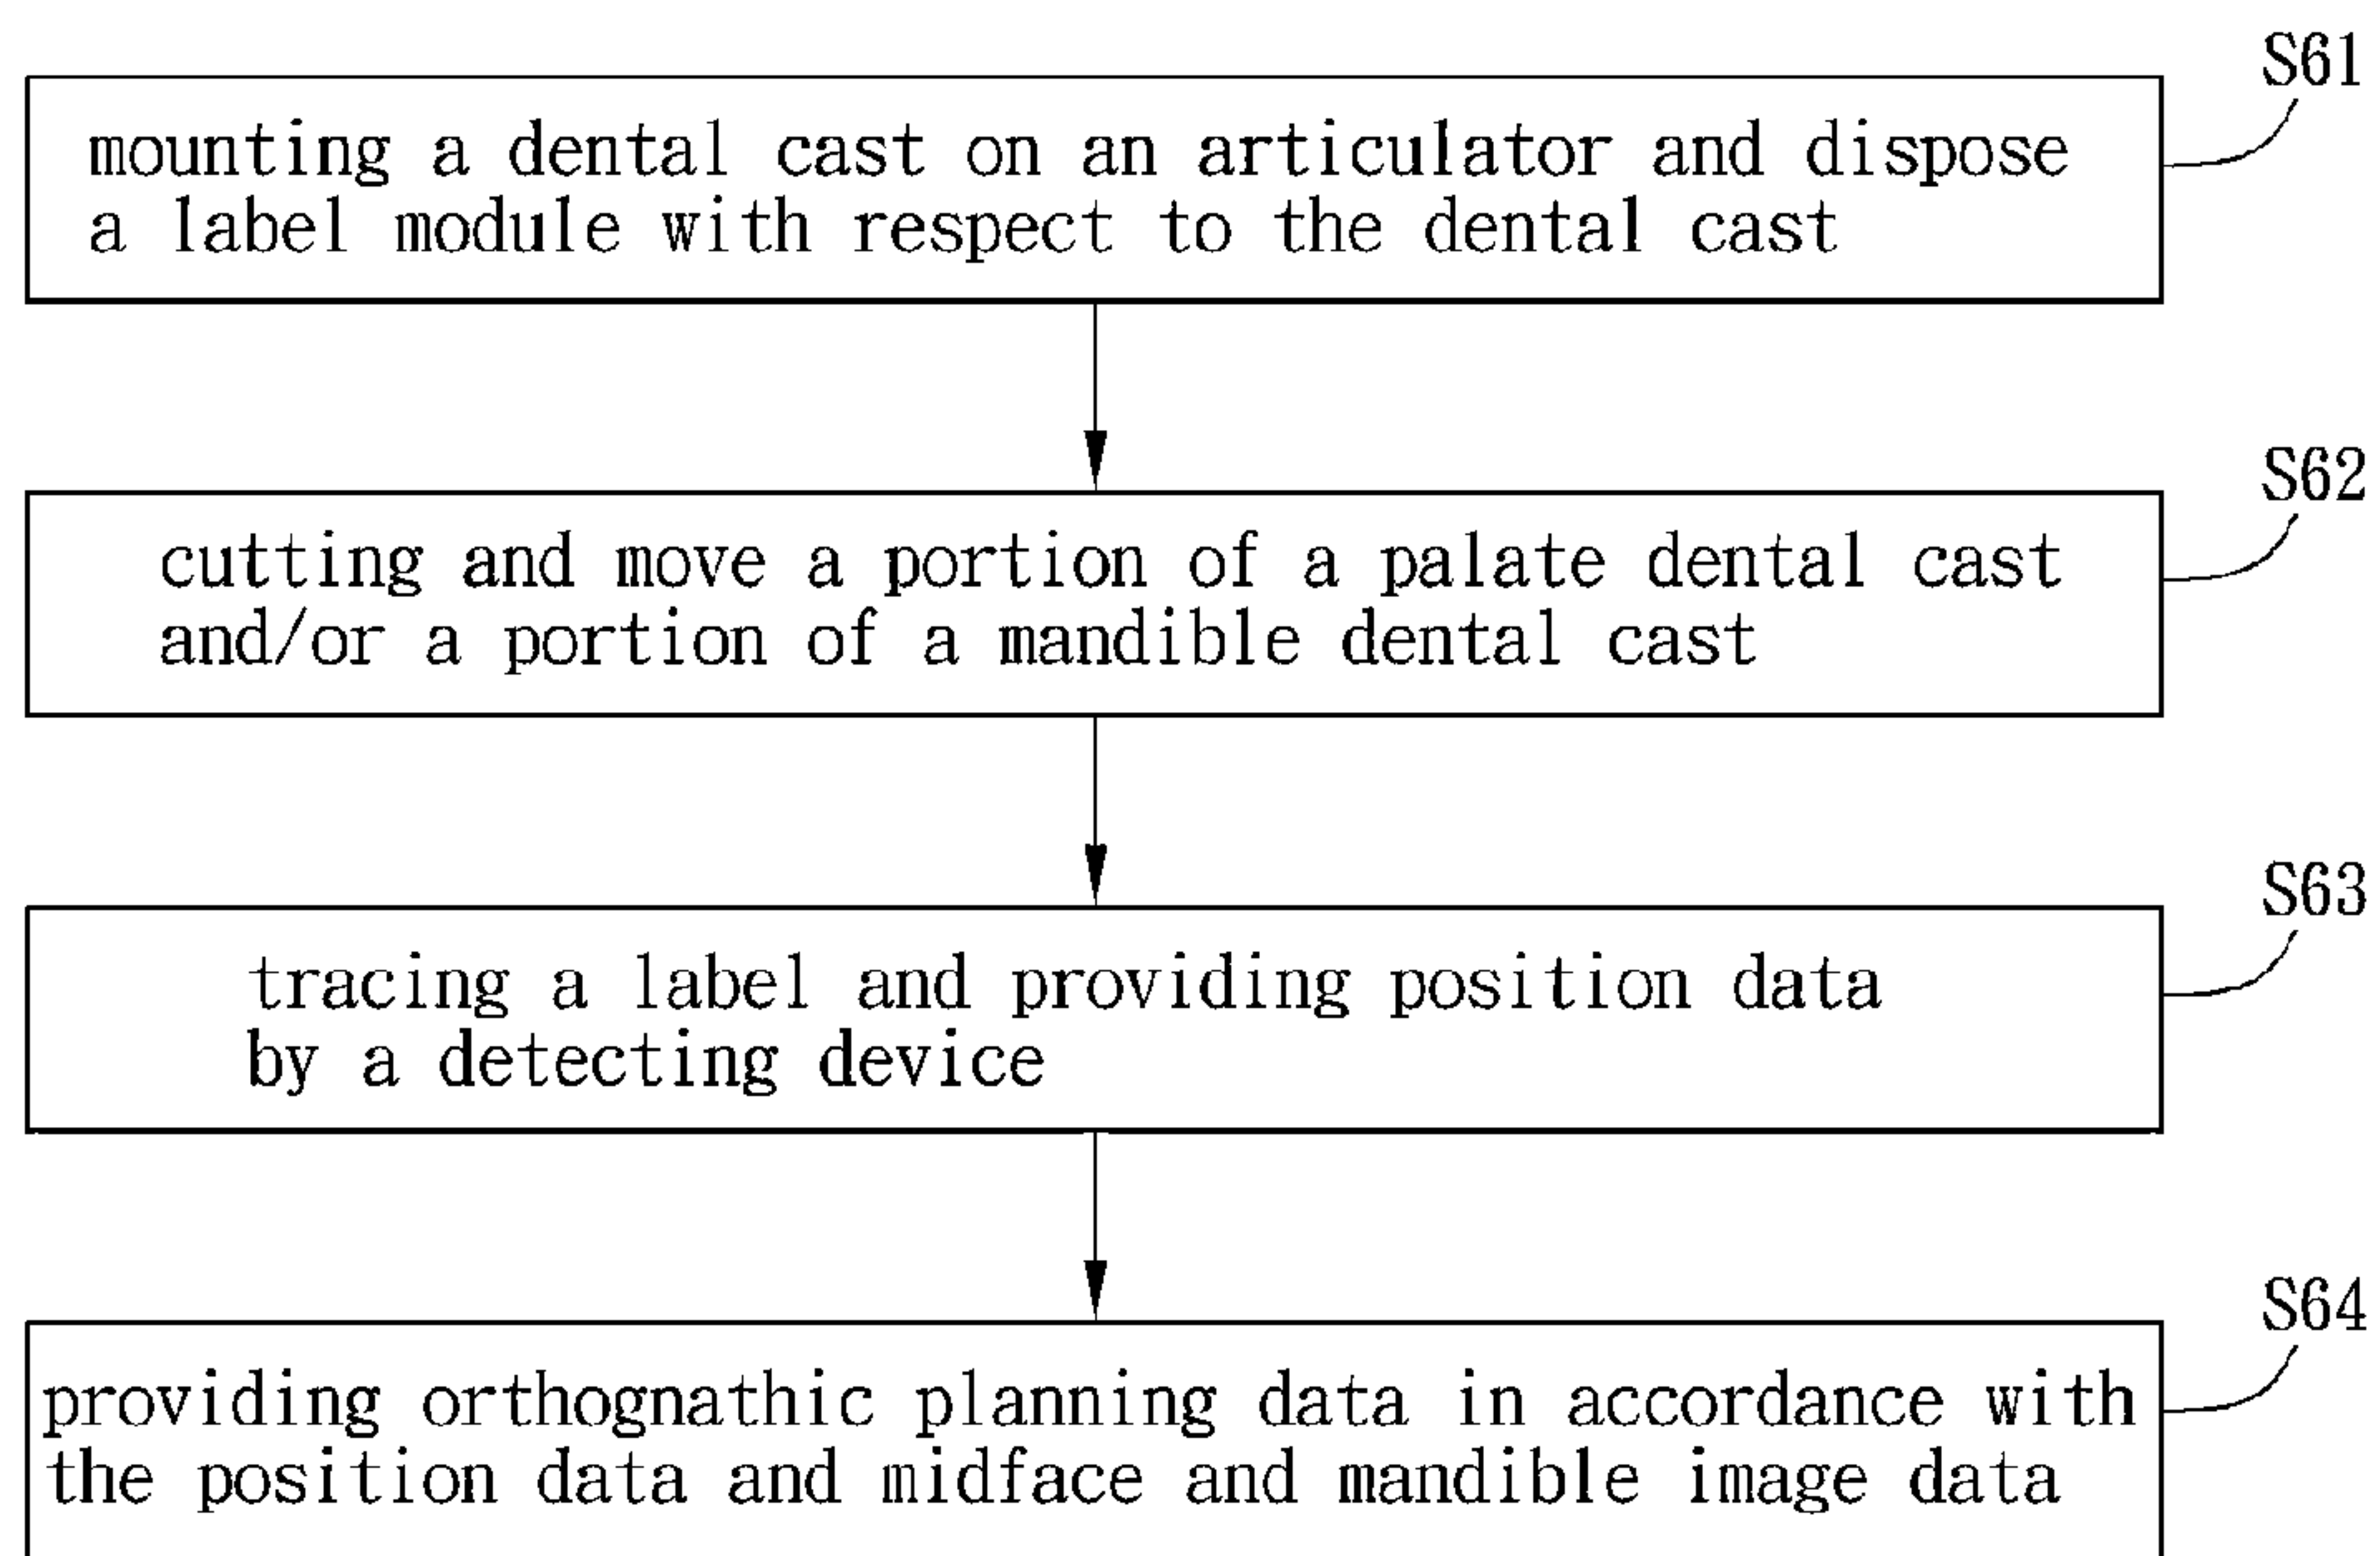 S61
mounting a dental cast on an articulator and dispose
a label module with respect to the dental cast
S62
cutting and move a portion of a palate dental cast
and/or a portion of a mandible dental cast
S63
tracing a label and providing position data
by a detecting device
S64
providing orthognathic planning data in accordance with
the position data and midface and mandible image data